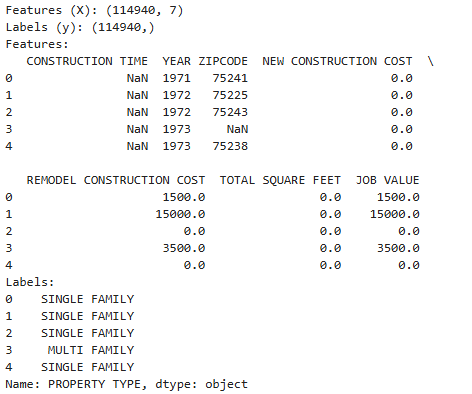 Features (X): (114940, 7)
Labels (y): (114940,)
Features:
   CONSTRUCTION TIME  YEAR ZIPCODE  NEW CONSTRUCTION COST  \
0                NaN  1971   75241                    0.0
1                NaN  1972   75225                    0.0
2                NaN  1972   75243                    0.0
3                NaN  1973     NaN                    0.0
4                NaN  1973   75238                    0.0

   REMODEL CONSTRUCTION COST  TOTAL SQUARE FEET  JOB VALUE
0                     1500.0                0.0     1500.0
1                    15000.0                0.0    15000.0
2                        0.0                0.0        0.0
3                     3500.0                0.0     3500.0
4                        0.0                0.0        0.0
Labels:
0    SINGLE FAMILY
1    SINGLE FAMILY
2    SINGLE FAMILY
3     MULTI FAMILY
4    SINGLE FAMILY
Name: PROPERTY TYPE, dtype: object